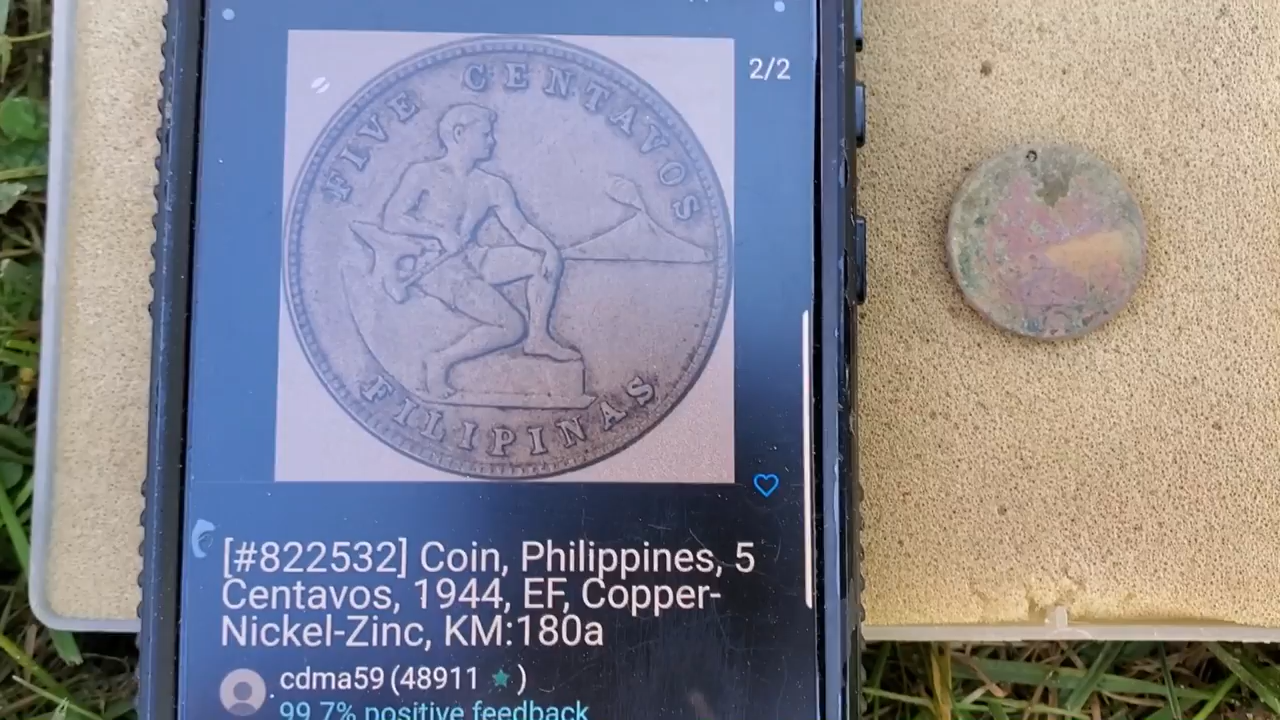 2/2
FIVE CENTAVOS
FILIPINAS
[#822532] Coin, Philippines, 5
Centavos, 1944, EF, Copper-
Nickel-Zinc, KM:180a
cdma59 (48911 ★ )
99.7% positive feedback